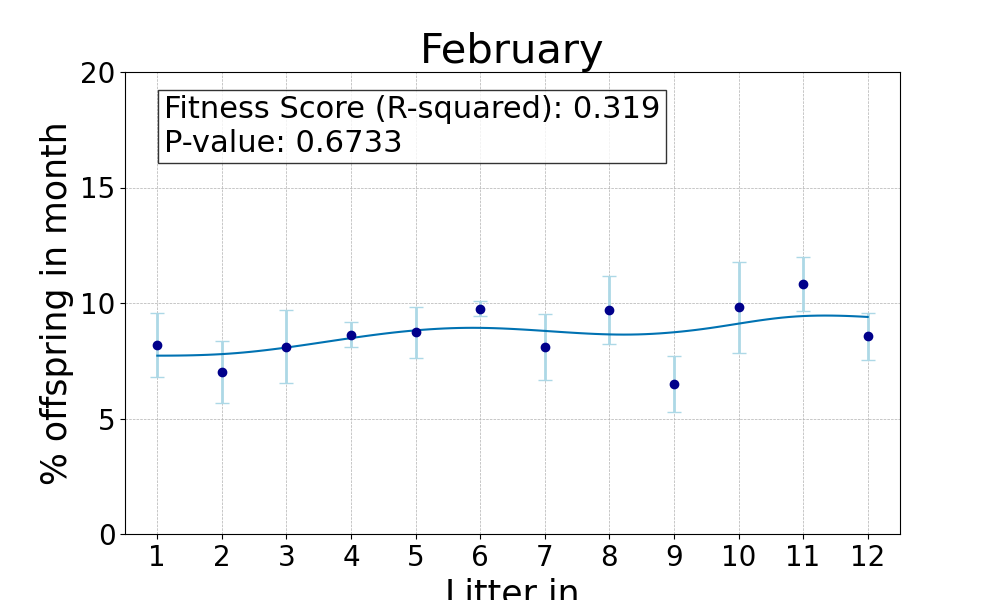 February
Fitness Score (R-squared): 0.319
P-value: 0.6733
% offspring in month
20
15
10
5
0
1 2 3 4 5 6 7 8 9 10 11 12
Litter in